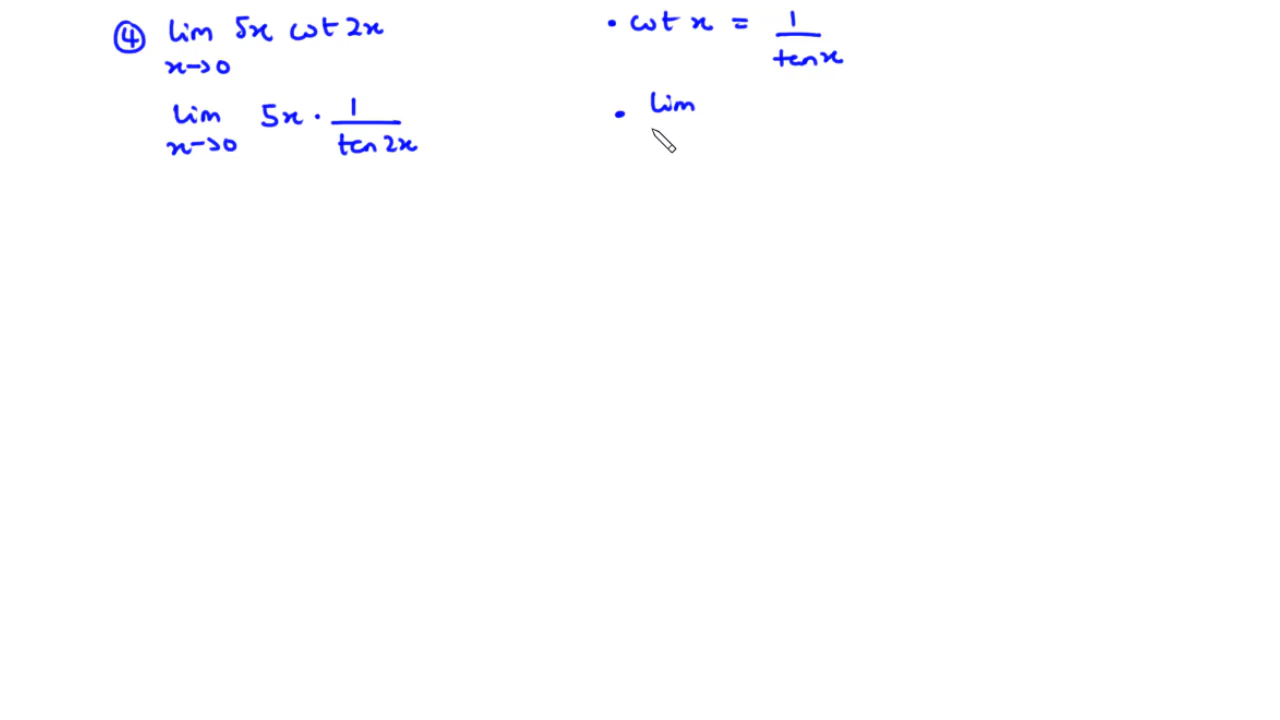 ④ lim 5x cot 2x
x→0
lim 5x · 1
x→0 tan 2x
• cot x = 1
tan x
• lim